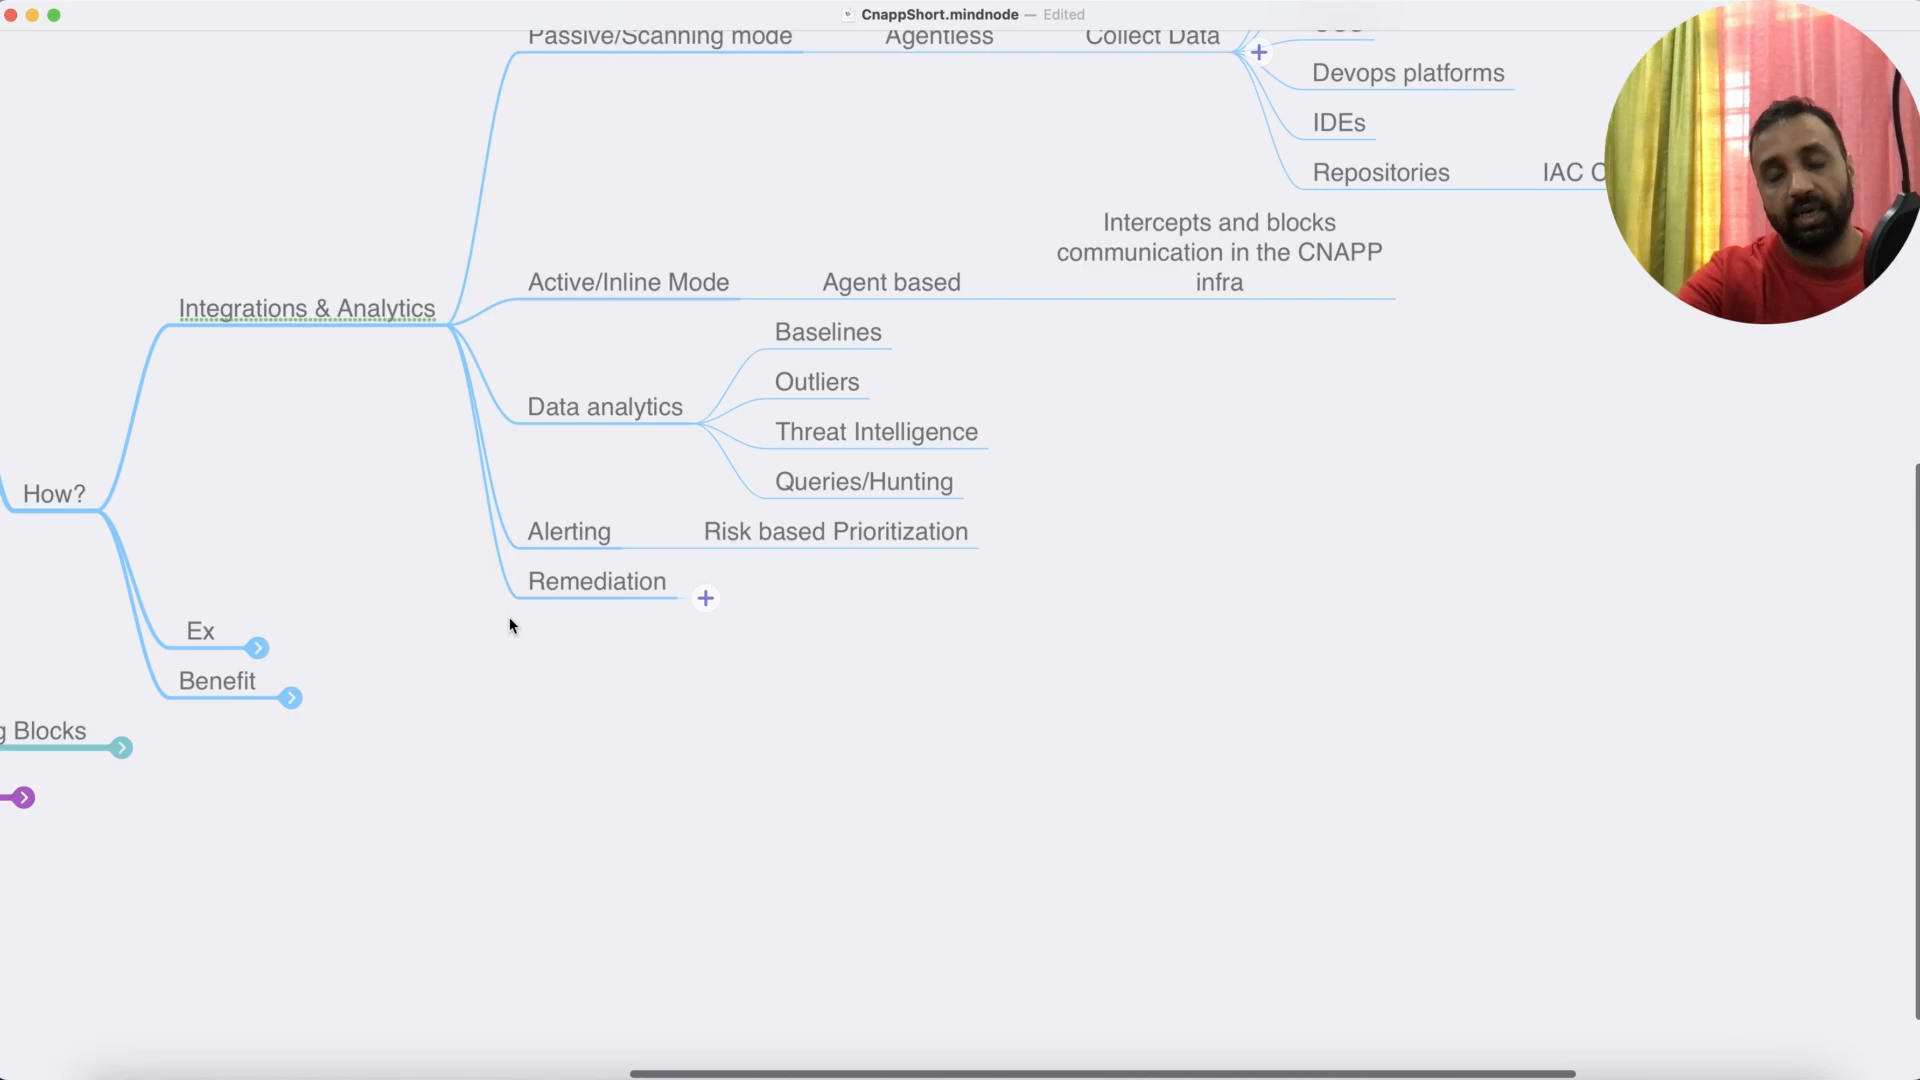 CnappShort.mindnode — Edited
Passive/Scanning mode
Agentless
Collect Data
Devops platforms
IDEs
Repositories
IAC
Intercepts and blocks
communication in the CNAPP
infra
Active/Inline Mode
Agent based
Integrations & Analytics
Baselines
Outliers
Data analytics
Threat Intelligence
Queries/Hunting
How?
Alerting
Risk based Prioritization
Remediation
Ex
Benefit
Blocks